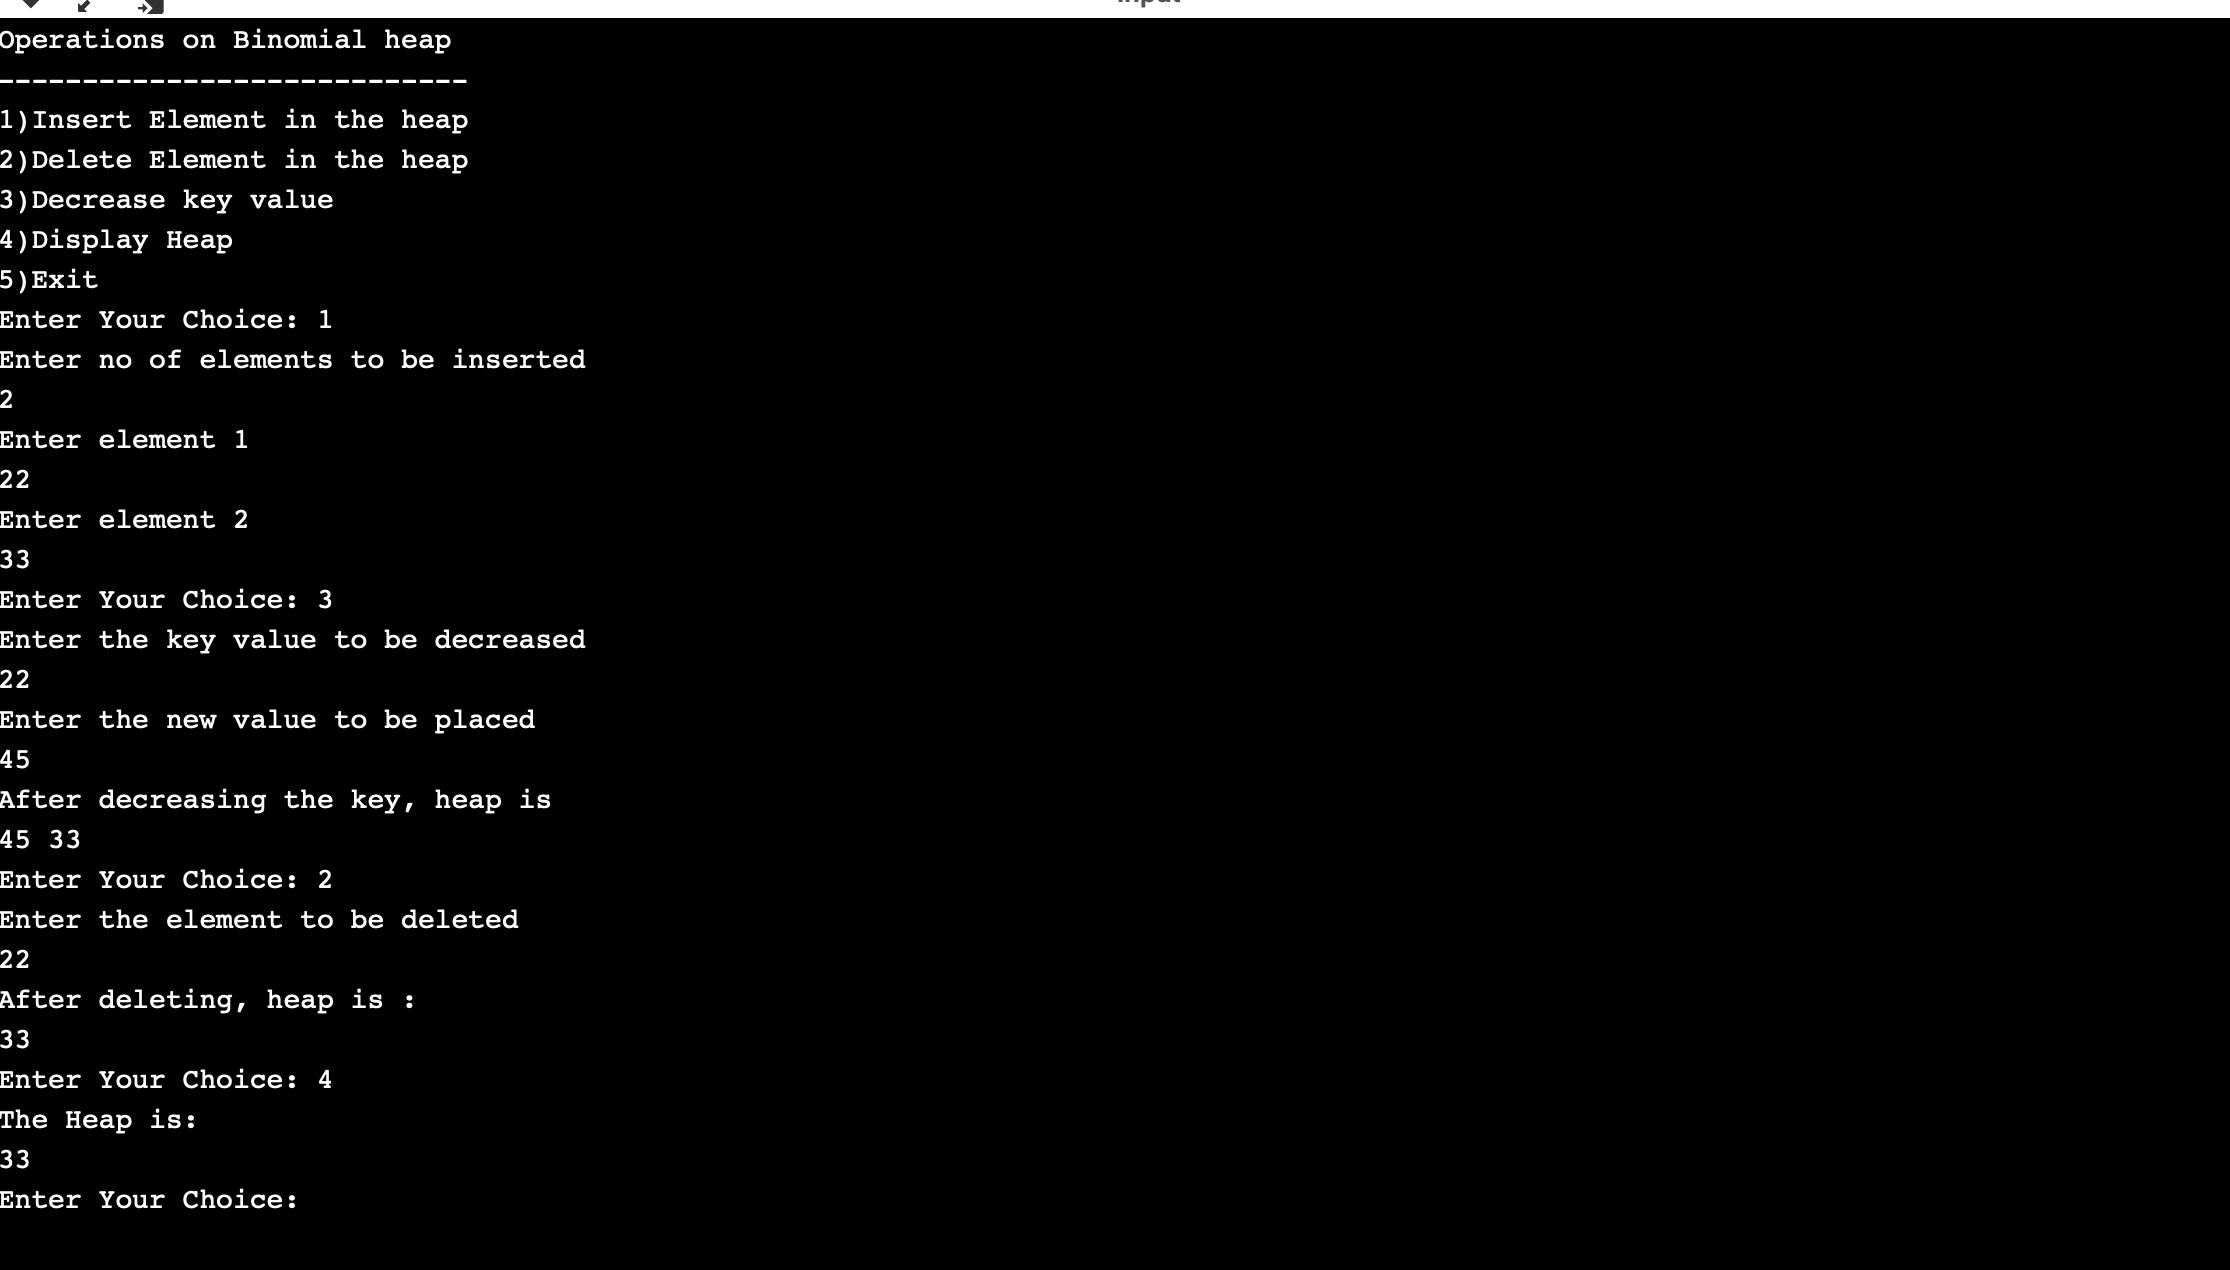 input
Operations on Binomial heap
----------------------------
1)Insert Element in the heap
2)Delete Element in the heap
3)Decrease key value
4)Display Heap
5)Exit
Enter Your Choice: 1
Enter no of elements to be inserted
2
Enter element 1
22
Enter element 2
33
Enter Your Choice: 3
Enter the key value to be decreased
22
Enter the new value to be placed
45
After decreasing the key, heap is
45 33
Enter Your Choice: 2
Enter the element to be deleted
22
After deleting, heap is :
33
Enter Your Choice: 4
The Heap is:
33
Enter Your Choice: